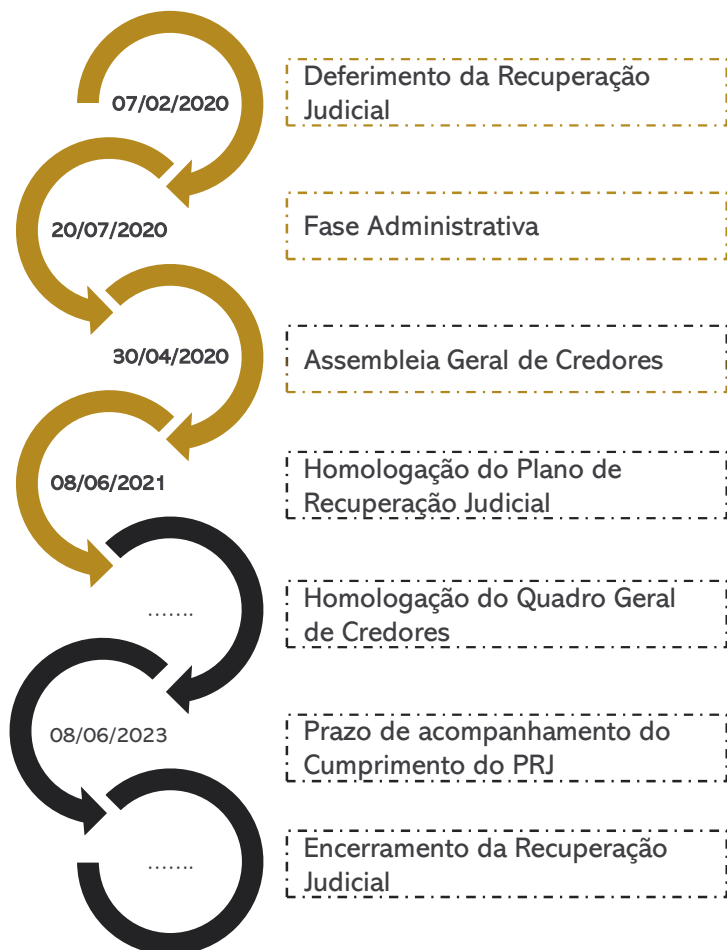 07/02/2020
Deferimento da Recuperação
Judicial
20/07/2020
Fase Administrativa
30/04/2020
Assembleia Geral de Credores
08/06/2021
Homologação do Plano de
Recuperação Judicial
.......
Homologação do Quadro Geral
de Credores
08/06/2023
Prazo de acompanhamento do
Cumprimento do PRJ
.......
Encerramento da Recuperação
Judicial